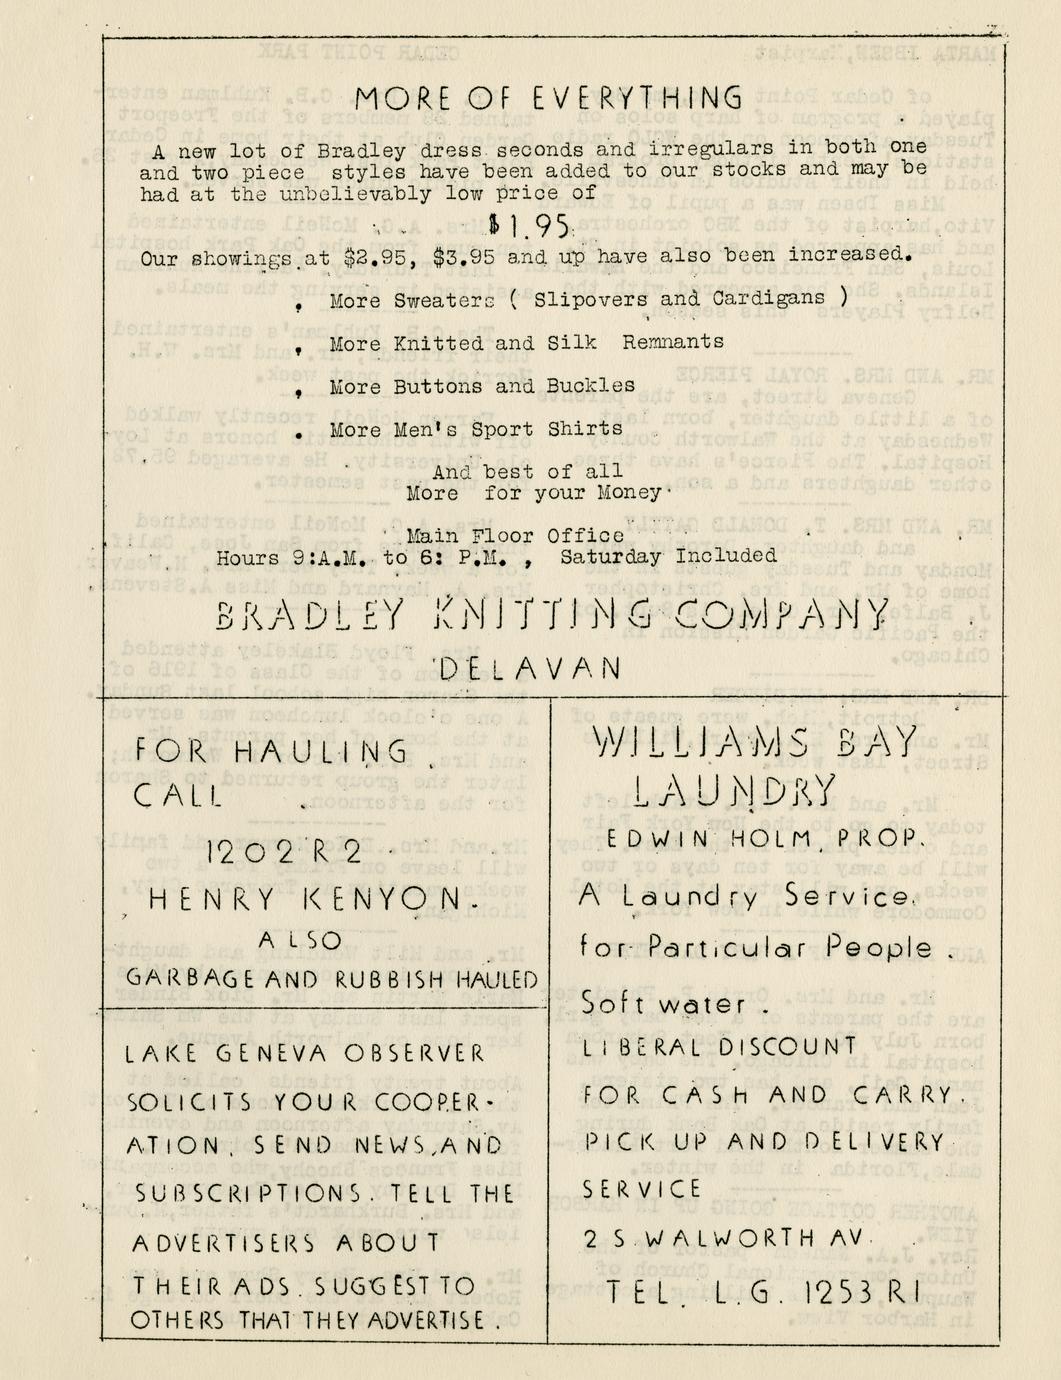 MORE OF EVERYTHING
A new lot of Bradley dress seconds and irregulars in both one
and two piece styles have been added to our stocks and may be
had at the unbelievably low price of
$1.95
Our showings at $2.95, $3.95 and up have also been increased.
. More Sweaters ( Slipovers and Cardigans )
, More Knitted and Silk Remnants
, More Buttons and Buckles
. More Men's Sport Shirts
And best of all
More for your Money.
Main Floor Office
Hours 9:A.M. to 6: P.M. , Saturday Included
BRADLEY KNITTING COMPANY
DELAVAN
FOR HAULING
CALL
1202 R 2
HENRY KENYON.
ALSO
GARBAGE AND RUBBISH HAULED
LAKE GENEVA OBSERVER
SOLICITS YOUR COOPER-
ATION. SEND NEWS AND
SUBSCRIPTIONS. TELL THE
ADVERTISERS ABOUT
THEIR ADS. SUGGEST TO
OTHERS THAT THEY ADVERTISE.
WILLIAMS BAY
LAUNDRY
EDWIN HOLM, PROP.
A Laundry Service.
for Particular People .
Soft water .
LIBERAL DISCOUNT
FOR CASH AND CARRY.
PICK UP AND DELIVERY
SERVICE
2 S. WALWORTH AV.
TEL. L.G. 1253 R1